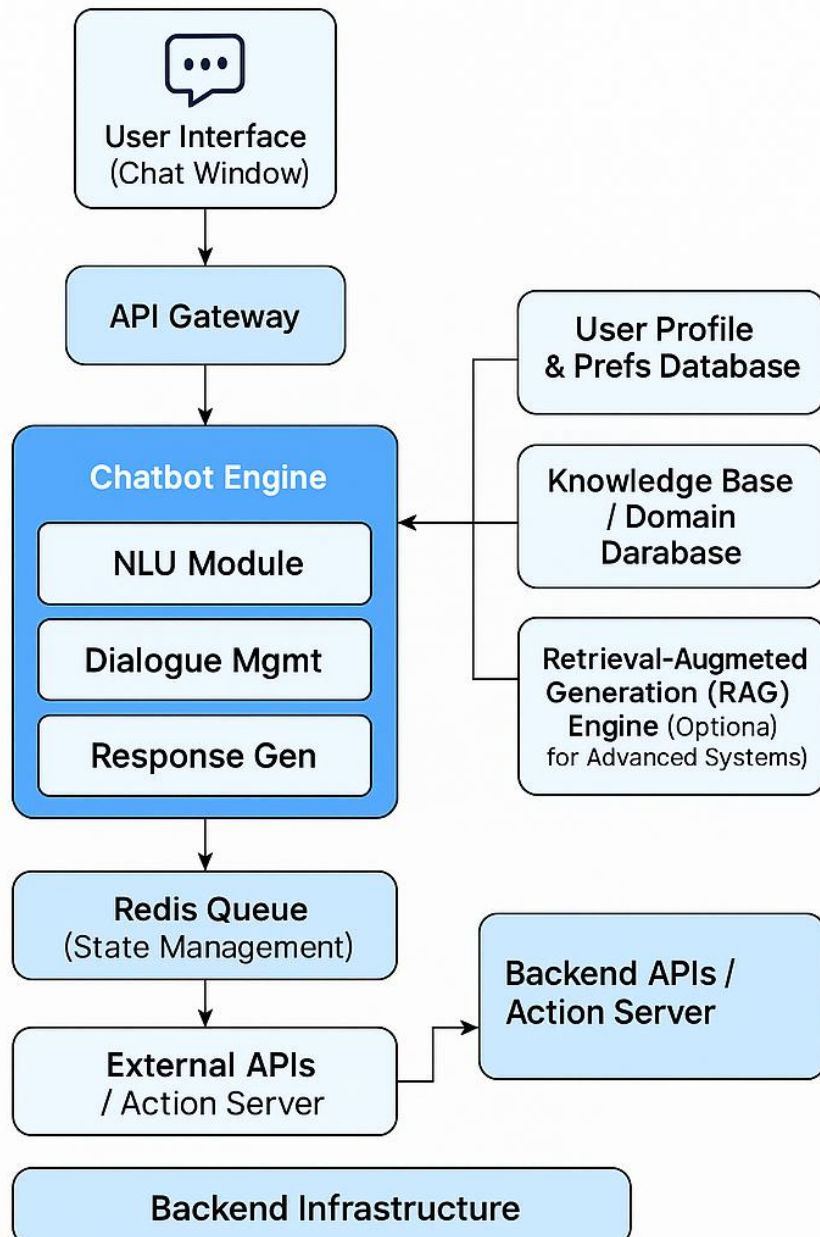 User Interface
(Chat Window)
API Gateway
Chatbot Engine
NLU Module
Dialogue Mgmt
Response Gen
User Profile
& Prefs Database
Knowledge Base
/ Domain
Darabase
Retrieval-Augmeted
Generation (RAG)
Engine (Optiona)
for Advanced Systems)
Redis Queue
(State Management)
External APIs
/ Action Server
Backend APIs /
Action Server
Backend Infrastructure